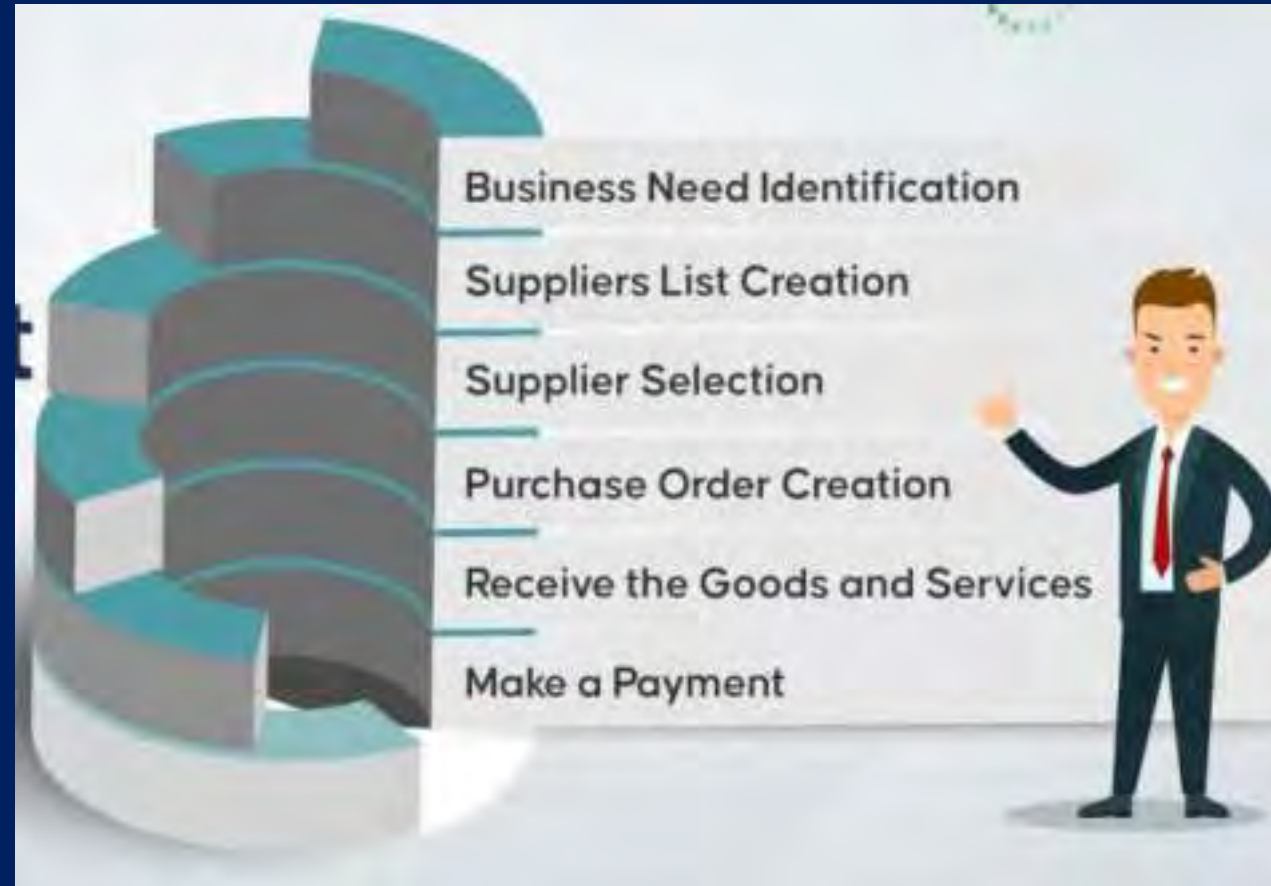 t
Business Need Identification
Suppliers List Creation
Supplier Selection
Purchase Order Creation
Receive the Goods and Services
Make a Payment